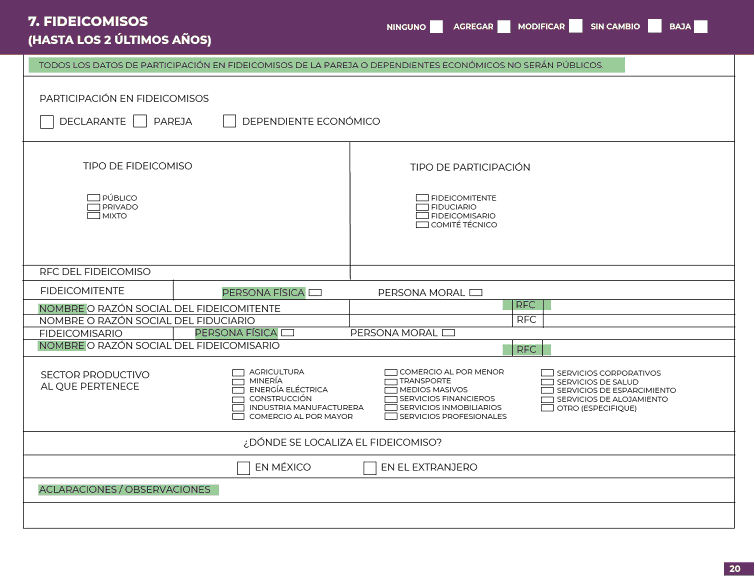 7. FIDEICOMISOS
(HASTA LOS 2 ÚLTIMOS AÑOS)
NINGUNO AGREGAR MODIFICAR SIN CAMBIO BAJA
TODOS LOS DATOS DE PARTICIPACIÓN EN FIDEICOMISOS DE LA PAREJA O DEPENDIENTES ECONÓMICOS NO SERÁN PÚBLICOS.
PARTICIPACIÓN EN FIDEICOMISOS
DECLARANTE PAREJA DEPENDIENTE ECONÓMICO
TIPO DE FIDEICOMISO
PÚBLICO
PRIVADO
MIXTO
TIPO DE PARTICIPACIÓN
FIDEICOMITENTE
FIDUCIARIO
FIDEICOMISARIO
COMITÉ TÉCNICO
RFC DEL FIDEICOMISO
FIDEICOMITENTE PERSONA FÍSICA PERSONA MORAL
NOMBRE O RAZÓN SOCIAL DEL FIDEICOMITENTE RFC
NOMBRE O RAZÓN SOCIAL DEL FIDUCIARIO RFC
FIDEICOMISARIO PERSONA FÍSICA PERSONA MORAL
NOMBRE O RAZÓN SOCIAL DEL FIDEICOMISARIO RFC
SECTOR PRODUCTIVO
AL QUE PERTENECE
AGRICULTURA
MINERÍA
ENERGÍA ELÉCTRICA
CONSTRUCCIÓN
INDUSTRIA MANUFACTURERA
COMERCIO AL POR MAYOR
COMERCIO AL POR MENOR
TRANSPORTE
MEDIOS MASIVOS
SERVICIOS FINANCIEROS
SERVICIOS INMOBILIARIOS
SERVICIOS PROFESIONALES
SERVICIOS CORPORATIVOS
SERVICIOS DE SALUD
SERVICIOS DE ESPARCIMIENTO
SERVICIOS DE ALOJAMIENTO
OTRO (ESPECIFIQUE)
¿DÓNDE SE LOCALIZA EL FIDEICOMISO?
EN MÉXICO EN EL EXTRANJERO
ACLARACIONES / OBSERVACIONES
20